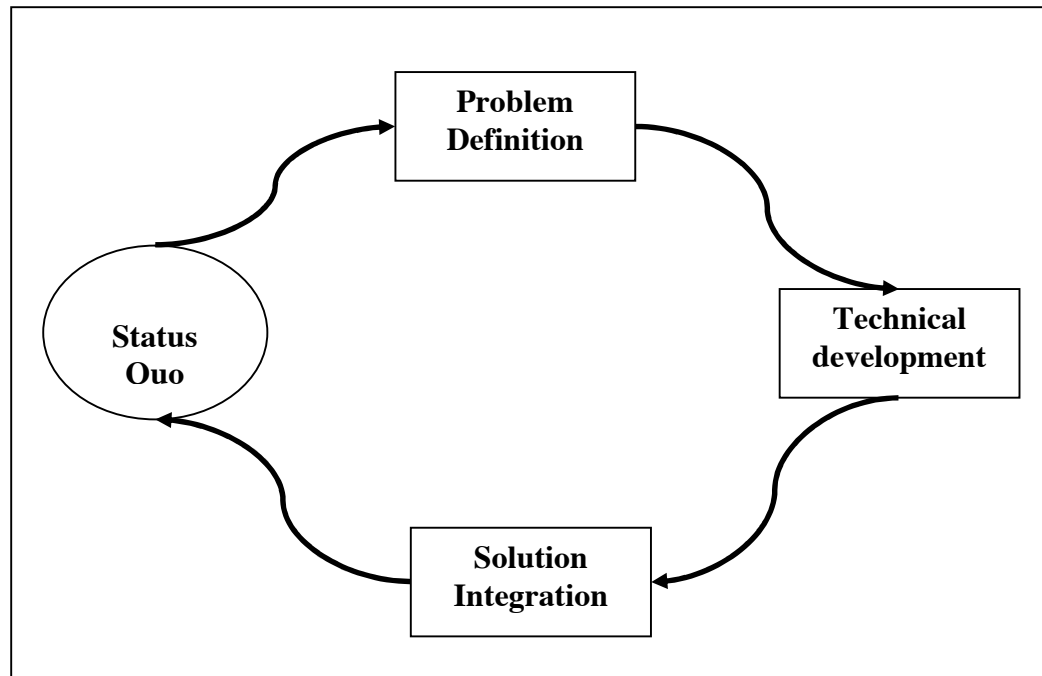 Problem
Definition
Technical
development
Status
Ouo
Solution
Integration